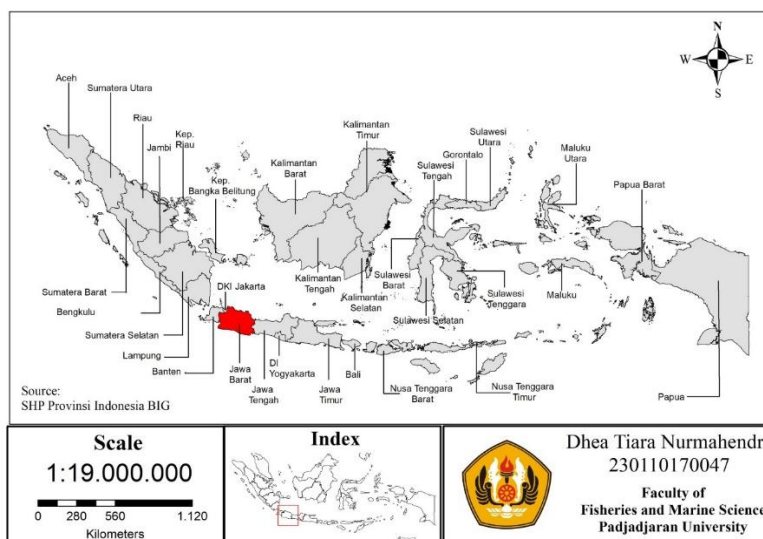 N
W
E
S
Aceh
Sumatera Utara
Riau
Jambi
Kep.
Riau
Kep.
Bangka Belitung
Kalimantan
Barat
Kalimantan
Timur
Sulawesi
Tengah
Gorontalo
Sulawesi
Utara
Maluku
Utara
Papua Barat
Sumatera Barat
Bengkulu
Sumatera Selatan
Lampung
Banten
DKI Jakarta
Jawa
Barat
Jawa
Tengah
DI
Yogyakarta
Jawa
Timur
Bali
Kalimantan
Tengah
Kalimantan
Selatan
Sulawesi
Barat
Sulawesi Selatan
Sulawesi
Tenggara
Maluku
Nusa Tenggara
Barat
Nusa Tenggara
Timur
Papua
Source:
SHP Provinsi Indonesia BIG
Scale
1:19.000.000
0 280 560 1.120
Kilometers
Index
Dhea Tiara Nurmahendr
230110170047
Faculty of
Fisheries and Marine Science
Padjadjaran University